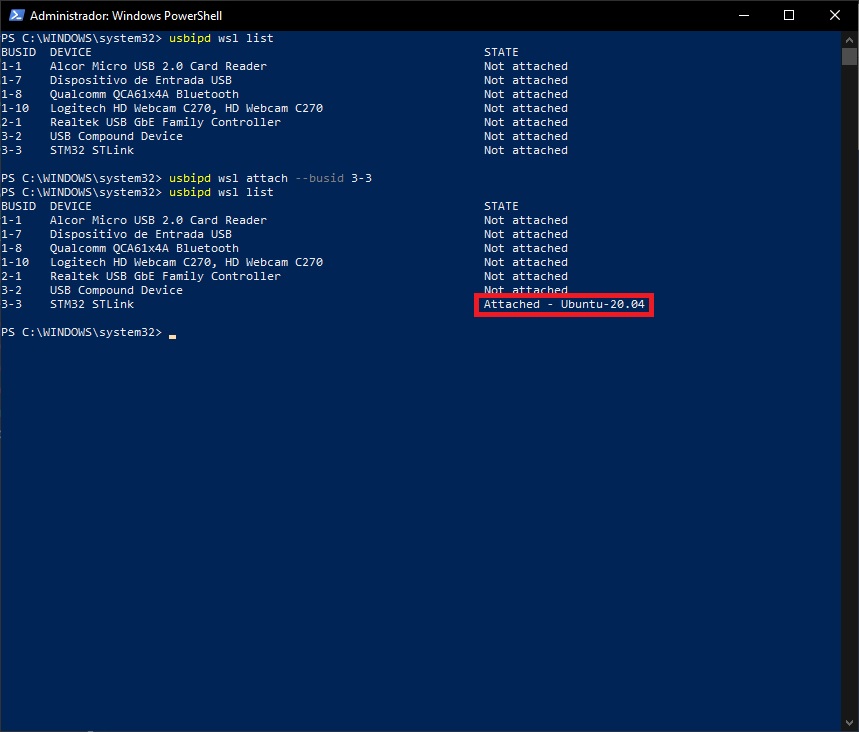 Administrador: Windows PowerShell
PS C:\WINDOWS\system32> usbipd wsl list
BUSID DEVICE STATE
1-1 Alcor Micro USB 2.0 Card Reader Not attached
1-7 Dispositivo de Entrada USB Not attached
1-8 Qualcomm QCA61x4A Bluetooth Not attached
1-10 Logitech HD Webcam C270, HD Webcam C270 Not attached
2-1 Realtek USB GbE Family Controller Not attached
3-2 USB Compound Device Not attached
3-3 STM32 STLink Not attached
PS C:\WINDOWS\system32> usbipd wsl attach --busid 3-3
PS C:\WINDOWS\system32> usbipd wsl list
BUSID DEVICE STATE
1-1 Alcor Micro USB 2.0 Card Reader Not attached
1-7 Dispositivo de Entrada USB Not attached
1-8 Qualcomm QCA61x4A Bluetooth Not attached
1-10 Logitech HD Webcam C270, HD Webcam C270 Not attached
2-1 Realtek USB GbE Family Controller Not attached
3-2 USB Compound Device Not attached
3-3 STM32 STLink Attached - Ubuntu-20.04
PS C:\WINDOWS\system32>